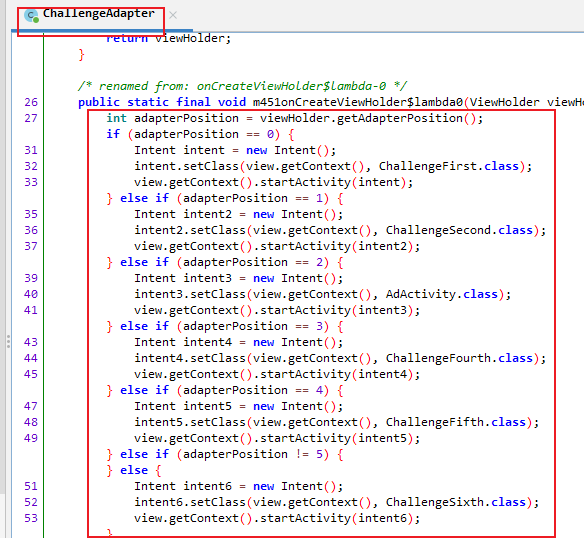 ChallengeAdapter
return viewHolder;
}
/* renamed from: onCreateViewHolder$lambda-0 */
26 public static final void m451onCreateViewHolder$lambda0(ViewHolder viewH
27 int adapterPosition = viewHolder.getAdapterPosition();
if (adapterPosition == 0) {
31 Intent intent = new Intent();
32 intent.setClass(view.getContext(), ChallengeFirst.class);
33 view.getContext().startActivity(intent);
} else if (adapterPosition == 1) {
35 Intent intent2 = new Intent();
36 intent2.setClass(view.getContext(), ChallengeSecond.class);
37 view.getContext().startActivity(intent2);
} else if (adapterPosition == 2) {
39 Intent intent3 = new Intent();
40 intent3.setClass(view.getContext(), AdActivity.class);
41 view.getContext().startActivity(intent3);
} else if (adapterPosition == 3) {
43 Intent intent4 = new Intent();
44 intent4.setClass(view.getContext(), ChallengeFourth.class);
45 view.getContext().startActivity(intent4);
} else if (adapterPosition == 4) {
47 Intent intent5 = new Intent();
48 intent5.setClass(view.getContext(), ChallengeFifth.class);
49 view.getContext().startActivity(intent5);
} else if (adapterPosition != 5) {
} else {
51 Intent intent6 = new Intent();
52 intent6.setClass(view.getContext(), ChallengeSixth.class);
53 view.getContext().startActivity(intent6);
}